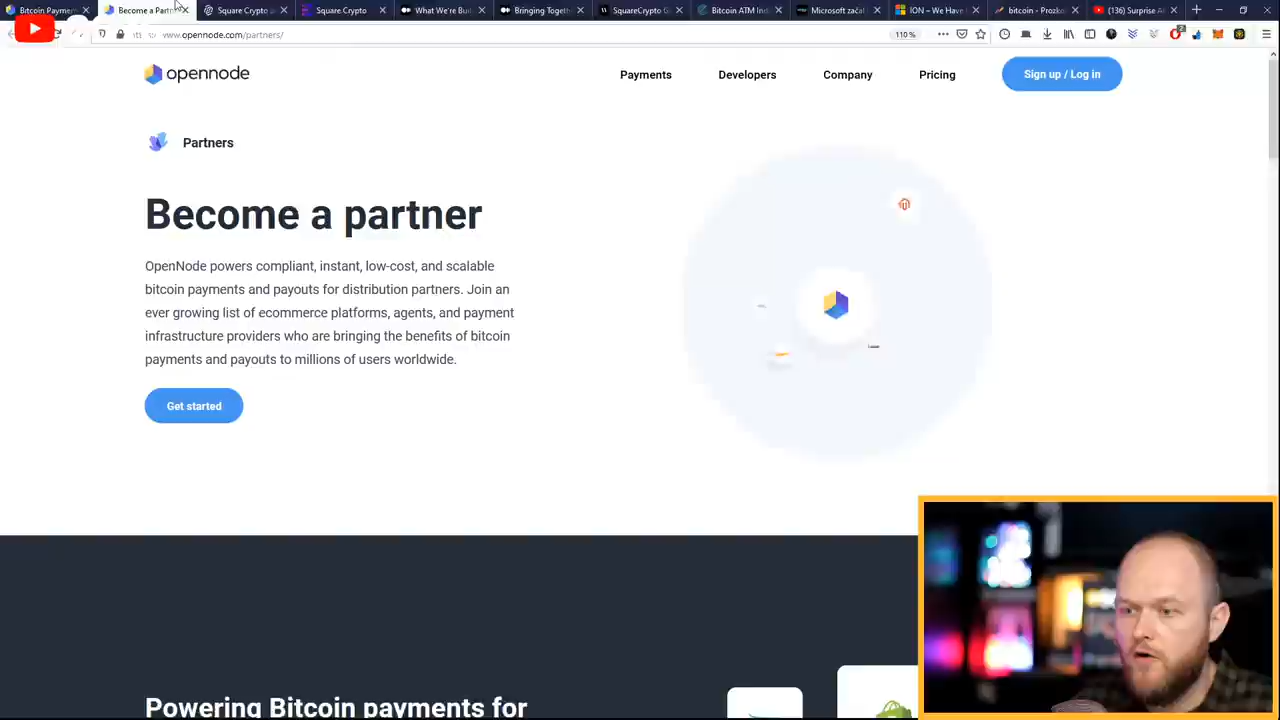 Bitcoin Paymen
Become a Partn
Square Crypto a
Square Crypto
What We're Bui
Bringing Togeth
SquareCrypto G
Bitcoin ATM Ind
Microsoft začal
ION – We Have
bitcoin - Prozko
(136) Surprise A
www.opennode.com/partners/
110 %
opennode
Payments
Developers
Company
Pricing
Sign up / Log in
Partners
Become a partner
OpenNode powers compliant, instant, low-cost, and scalable
bitcoin payments and payouts for distribution partners. Join an
ever growing list of ecommerce platforms, agents, and payment
infrastructure providers who are bringing the benefits of bitcoin
payments and payouts to millions of users worldwide.
Get started
Powering Bitcoin payments for